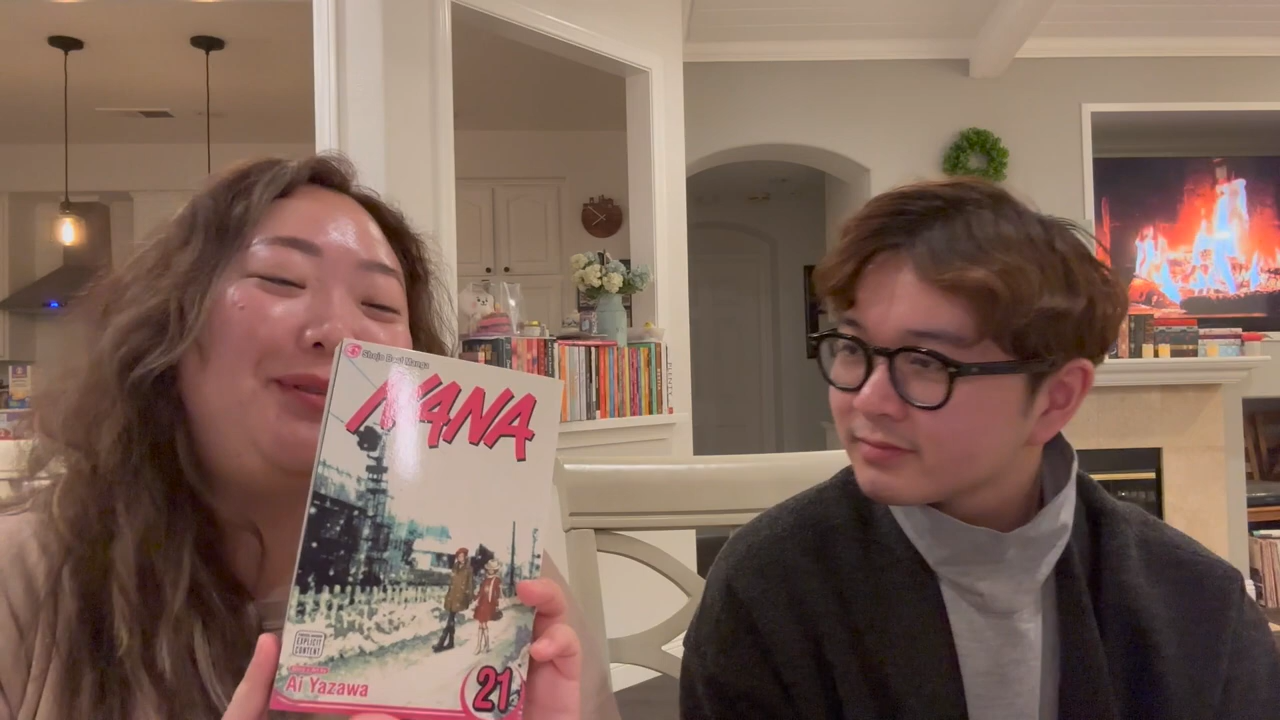 Shojo Beat Manga
NANA
EXPLICIT
CONTENT
Ai Yazawa
21